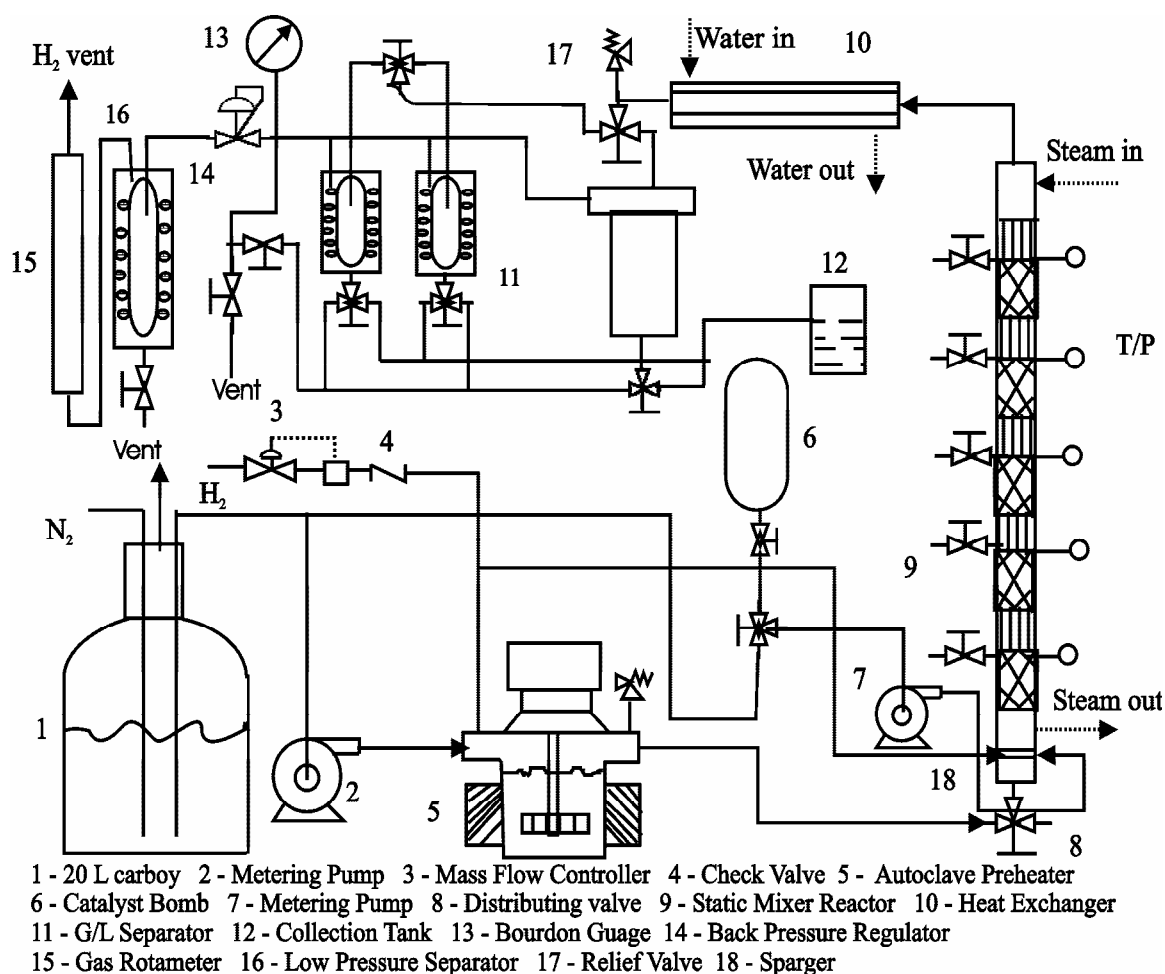 13
17
Water in
10
H₂ vent
16
14
Water out
Steam in
15
11
12
T/P
Vent
3
4
6
Vent
H₂
N₂
9
7
Steam out
1
2
5
18
8
1 - 20 L carboy 2 - Metering Pump 3 - Mass Flow Controller 4 - Check Valve 5 - Autoclave Preheater
6 - Catalyst Bomb 7 - Metering Pump 8 - Distributing valve 9 - Static Mixer Reactor 10 - Heat Exchanger
11 - G/L Separator 12 - Collection Tank 13 - Bourdon Guage 14 - Back Pressure Regulator
15 - Gas Rotameter 16 - Low Pressure Separator 17 - Relief Valve 18 - Sparger